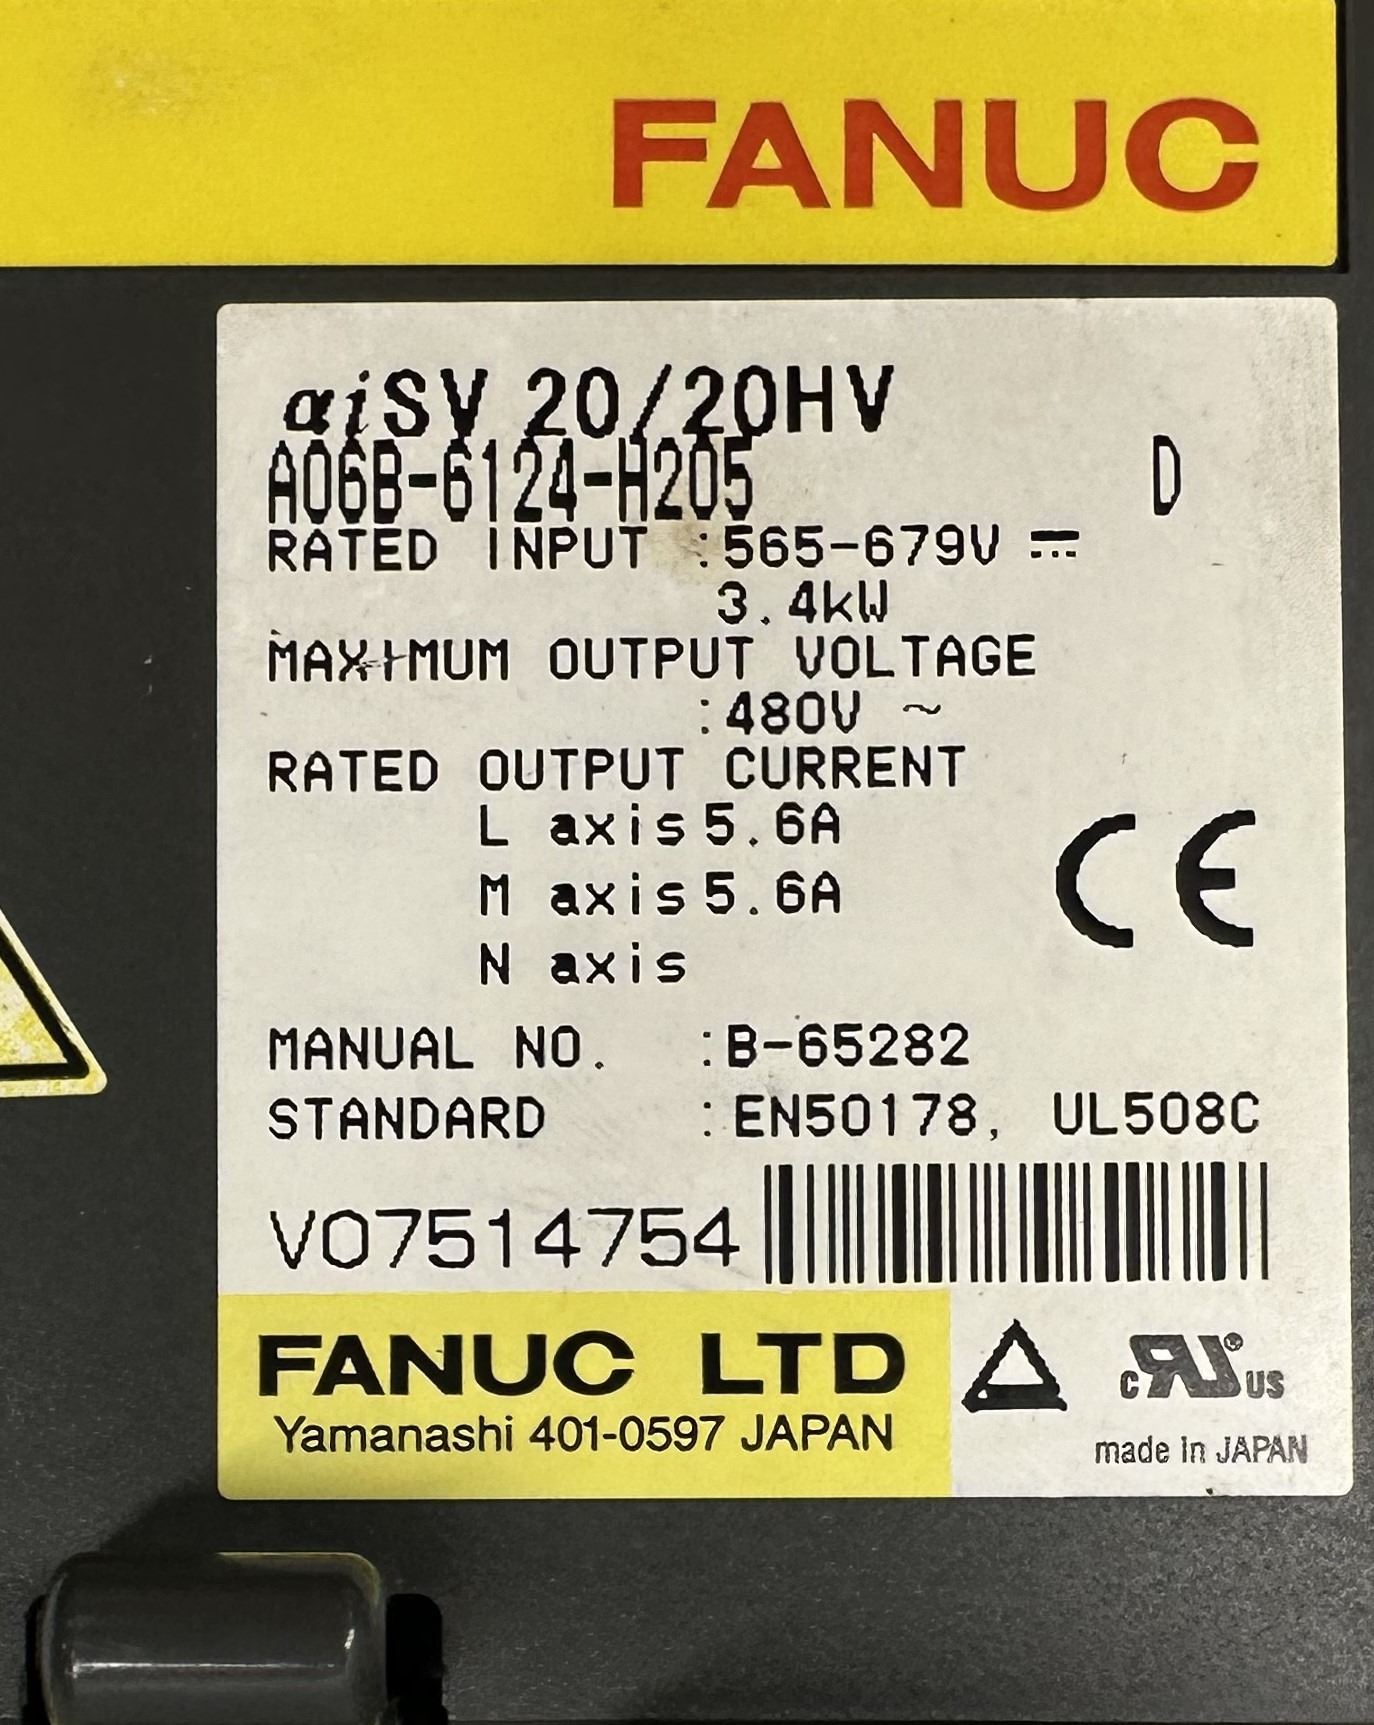 FANUC
αiSV 20/20HV
A06B-6124-H205 D
RATED INPUT :565-679V ⎓
3.4kW
MAXIMUM OUTPUT VOLTAGE
:480V ~
RATED OUTPUT CURRENT
L axis 5.6A
M axis 5.6A
N axis
CE
MANUAL NO. :B-65282
STANDARD :EN50178, UL508C
V07514754
FANUC LTD
Yamanashi 401-0597 JAPAN
c RU US
made in JAPAN